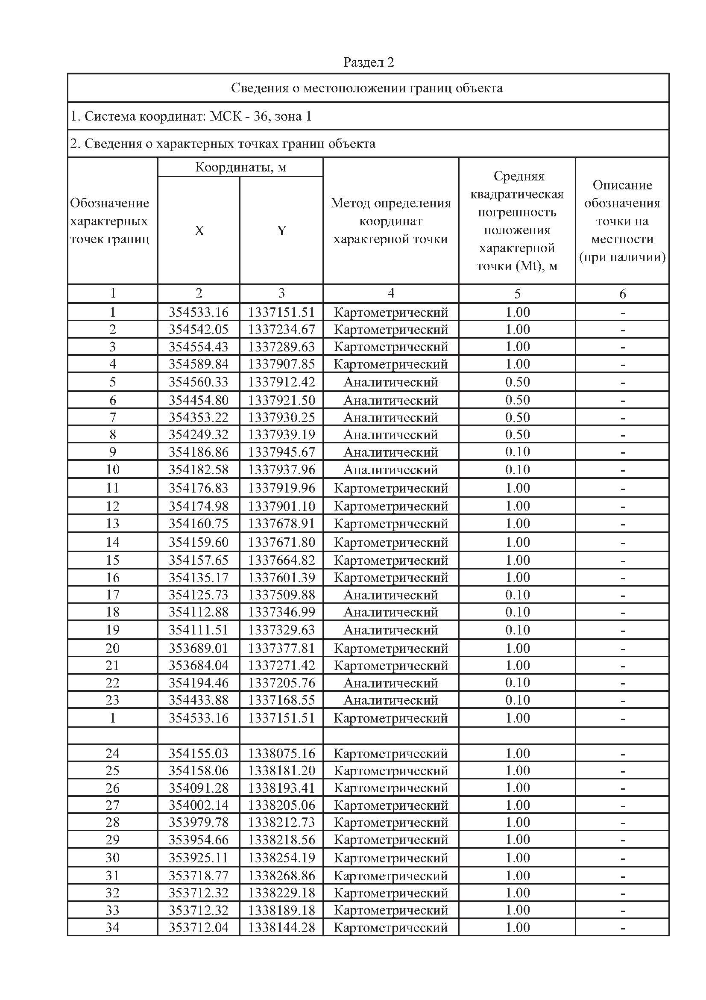 Раздел 2
Сведения о местоположении границ объекта
1. Система координат: МСК - 36, зона 1
2. Сведения о характерных точках границ объекта
Обозначение
характерных
точек границ
Координаты, м
X
Y
Метод определения
координат
характерной точки
Средняя
квадратическая
погрешность
положения
характерной
точки (Mt), м
Описание
обозначения
точки на
местности
(при наличии)
1 2 3 4 5 6
1 354533.16 1337151.51 Картометрический 1.00 -
2 354542.05 1337234.67 Картометрический 1.00 -
3 354554.43 1337289.63 Картометрический 1.00 -
4 354589.84 1337907.85 Картометрический 1.00 -
5 354560.33 1337912.42 Аналитический 0.50 -
6 354454.80 1337921.50 Аналитический 0.50 -
7 354353.22 1337930.25 Аналитический 0.50 -
8 354249.32 1337939.19 Аналитический 0.50 -
9 354186.86 1337945.67 Аналитический 0.10 -
10 354182.58 1337937.96 Аналитический 0.10 -
11 354176.83 1337919.96 Картометрический 1.00 -
12 354174.98 1337901.10 Картометрический 1.00 -
13 354160.75 1337678.91 Картометрический 1.00 -
14 354159.60 1337671.80 Картометрический 1.00 -
15 354157.65 1337664.82 Картометрический 1.00 -
16 354135.17 1337601.39 Картометрический 1.00 -
17 354125.73 1337509.88 Аналитический 0.10 -
18 354112.88 1337346.99 Аналитический 0.10 -
19 354111.51 1337329.63 Аналитический 0.10 -
20 353689.01 1337377.81 Картометрический 1.00 -
21 353684.04 1337271.42 Картометрический 1.00 -
22 354194.46 1337205.76 Аналитический 0.10 -
23 354433.88 1337168.55 Аналитический 0.10 -
1 354533.16 1337151.51 Картометрический 1.00 -
24 354155.03 1338075.16 Картометрический 1.00 -
25 354158.06 1338181.20 Картометрический 1.00 -
26 354091.28 1338193.41 Картометрический 1.00 -
27 354002.14 1338205.06 Картометрический 1.00 -
28 353979.78 1338212.73 Картометрический 1.00 -
29 353954.66 1338218.56 Картометрический 1.00 -
30 353925.11 1338254.19 Картометрический 1.00 -
31 353718.77 1338268.86 Картометрический 1.00 -
32 353712.32 1338229.18 Картометрический 1.00 -
33 353712.32 1338189.18 Картометрический 1.00 -
34 353712.04 1338144.28 Картометрический 1.00 -